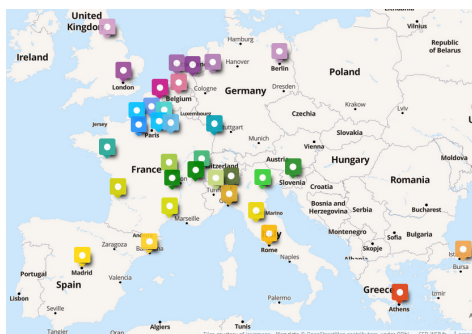 United
Kingdo
Ireland
Hamburg
Hanover
Berlin
Vilnius
Republic
of Belarus
London
Belgium
Cologne
Germany
Dresden
Poland
Jersey
Paris
Luxembourg
Stuttgart
Krakow
Lviv
Czechia
Slovakia
Munich
Vienna
France
Switzerland
Austria
Hungary
Moldova
Slovenia
Croatia
Romania
Marseille
Marino
Bosnia and
Herzegovina
Serbia
Bucharest
Montenegro
Sofia
Bulgaria
Skopje
Rome
Naples
Zaragoza
Madrid
Valencia
Portugal
Spain
Lisbon
Seville
Palermo
Greece
Athens
Izmir
Bursa
Algiers
Tunis
Tangier
Oran